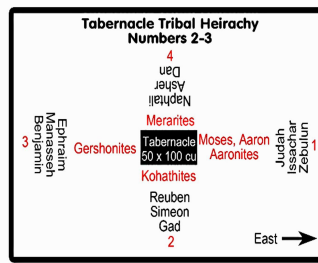 Tabernacle Tribal Heirachy
Numbers 2-3
4
Dan
Asher
Naphtali
Merarites
3
Ephraim
Manasseh
Benjamin
Gershonites
Tabernacle
50 x 100 cu
Moses, Aaron
Aaronites
Judah
Issachar
Zebulun
1
Kohathites
Reuben
Simeon
Gad
2
East